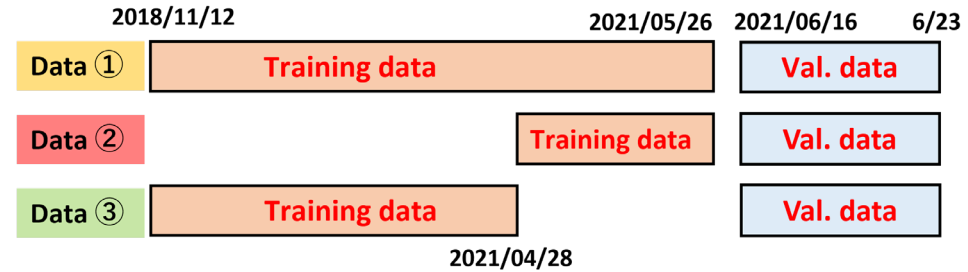 2018/11/12 2021/05/26 2021/06/16 6/23
Data ① Training data Val. data
Data ② Training data Val. data
Data ③ Training data Val. data
2021/04/28